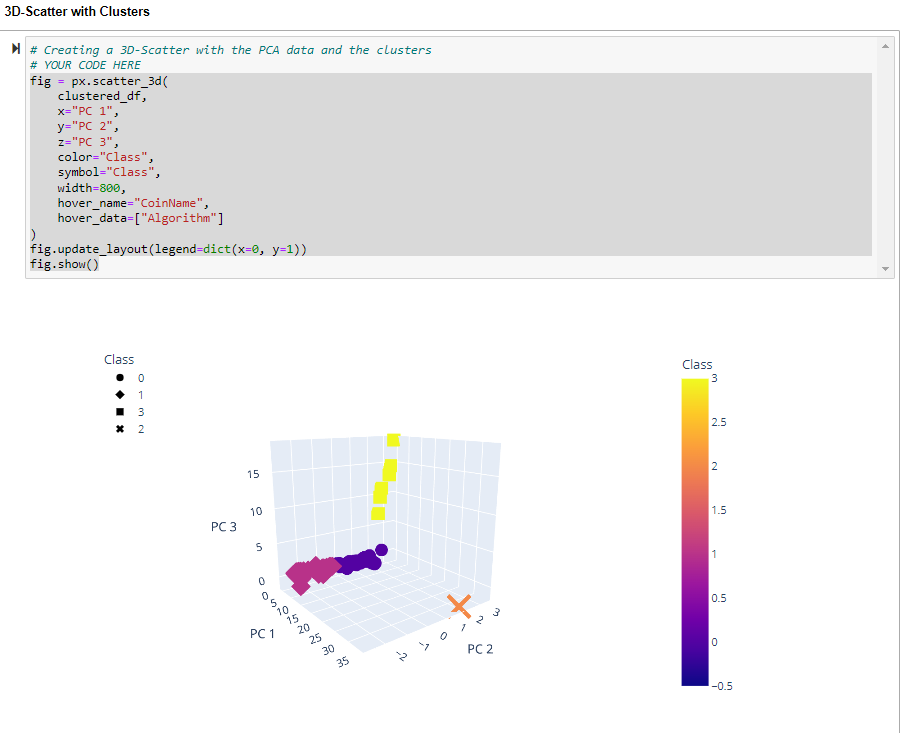 3D-Scatter with Clusters
# Creating a 3D-Scatter with the PCA data and the clusters
# YOUR CODE HERE
fig = px.scatter_3d(
    clustered_df,
    x="PC 1",
    y="PC 2",
    z="PC 3",
    color="Class",
    symbol="Class",
    width=800,
    hover_name="CoinName",
    hover_data=["Algorithm"]
)
fig.update_layout(legend=dict(x=0, y=1))
fig.show()
Class
0
1
3
2
15
10
5
0
PC 3
0
5
10
15
20
25
30
35
PC 1
−2
−1
0
1
2
3
PC 2
Class
3
2.5
2
1.5
1
0.5
0
−0.5